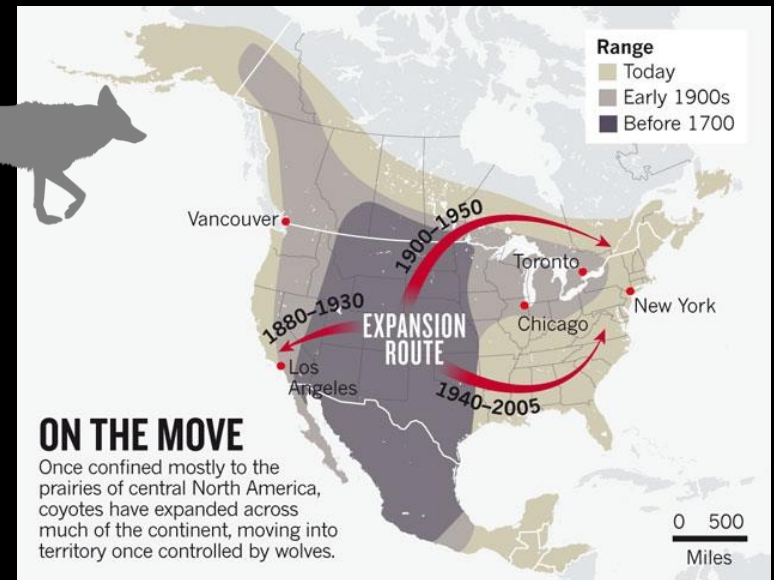 Range
Today
Early 1900s
Before 1700
Vancouver
1900–1950
Toronto
New York
Chicago
1880–1930
EXPANSION
ROUTE
Los
Angeles
1940–2005
ON THE MOVE
Once confined mostly to the
prairies of central North America,
coyotes have expanded across
much of the continent, moving into
territory once controlled by wolves.
0 500
Miles